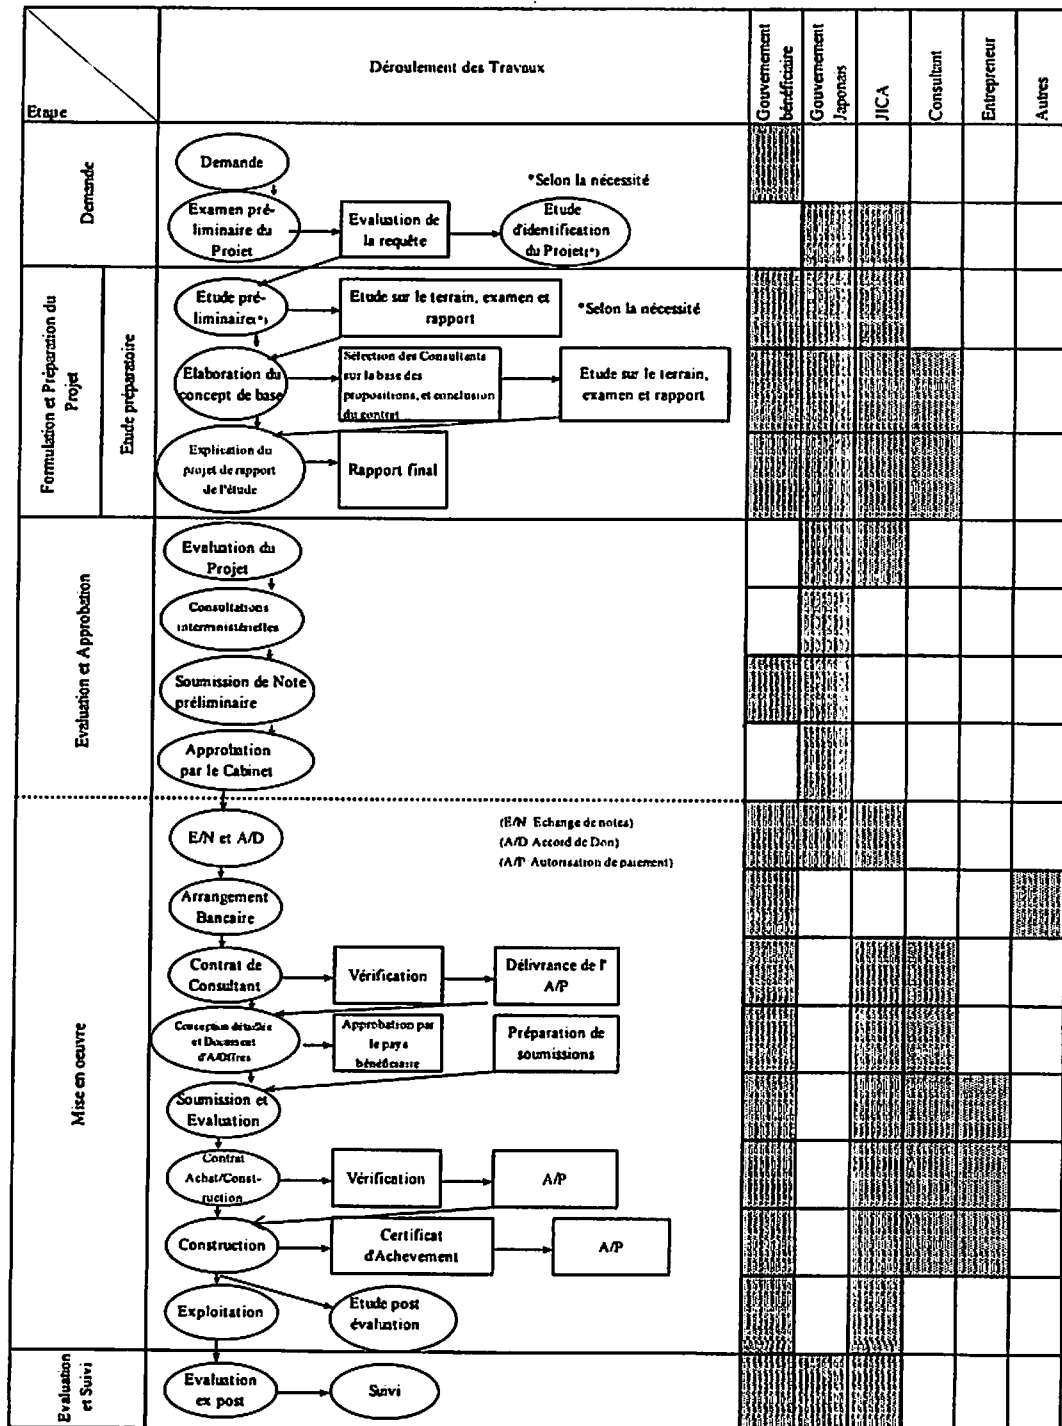 Etape
Déroulement des Travaux
Gouvernement
bénéficiaire
Gouvernement
Japonais
JICA
Consultant
Entrepreneur
Autres
Demande
Demande
*Selon la nécessité
Examen pré-
liminaire du
Projet
Evaluation de
la requête
Etude
d'identification
du Projet(*)
Formulation et Préparation du
Projet
Etude préparatoire
Etude pré-
liminaire(*)
Etude sur le terrain, examen et
rapport
*Selon la nécessité
Elaboration du
concept de base
Sélection des Consultants
sur la base des
propositions, et conclusion
du contrat
Etude sur le terrain,
examen et rapport
Explication du
projet de rapport
de l'étude
Rapport final
Evaluation et Approbation
Evaluation du
Projet
Consultations
interministérielles
Soumission de Note
préliminaire
Approbation
par le Cabinet
Mise en oeuvre
E/N et A/D
(E/N Echange de notes)
(A/D Accord de Don)
(A/P Autorisation de paiement)
Arrangement
Bancaire
Contrat de
Consultant
Vérification
Délivrance de l'
A/P
Conception détaillée
et Document
d'A/Offres
Approbation par
le pays
bénéficiaire
Préparation de
soumissions
Soumission et
Evaluation
Contrat
Achat/Const-
ruction
Vérification
A/P
Construction
Certificat
d'Achevement
A/P
Exploitation
Etude post
évaluation
Evaluation
et Suivi
Evaluation
ex post
Suivi